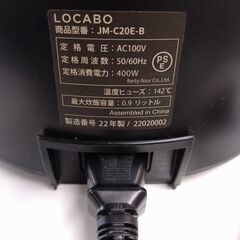 LOCABO
商品型番：JM-C20E-B
定格電圧：AC100V
定格周波数：50/60Hz
定格消費電力：400W
PSE
forty-four Co.,Ltd.
温度ヒューズ：142℃
最大炊飯容量：0.9 リットル
Assembled in China
製造番号 22年製 / 22020002